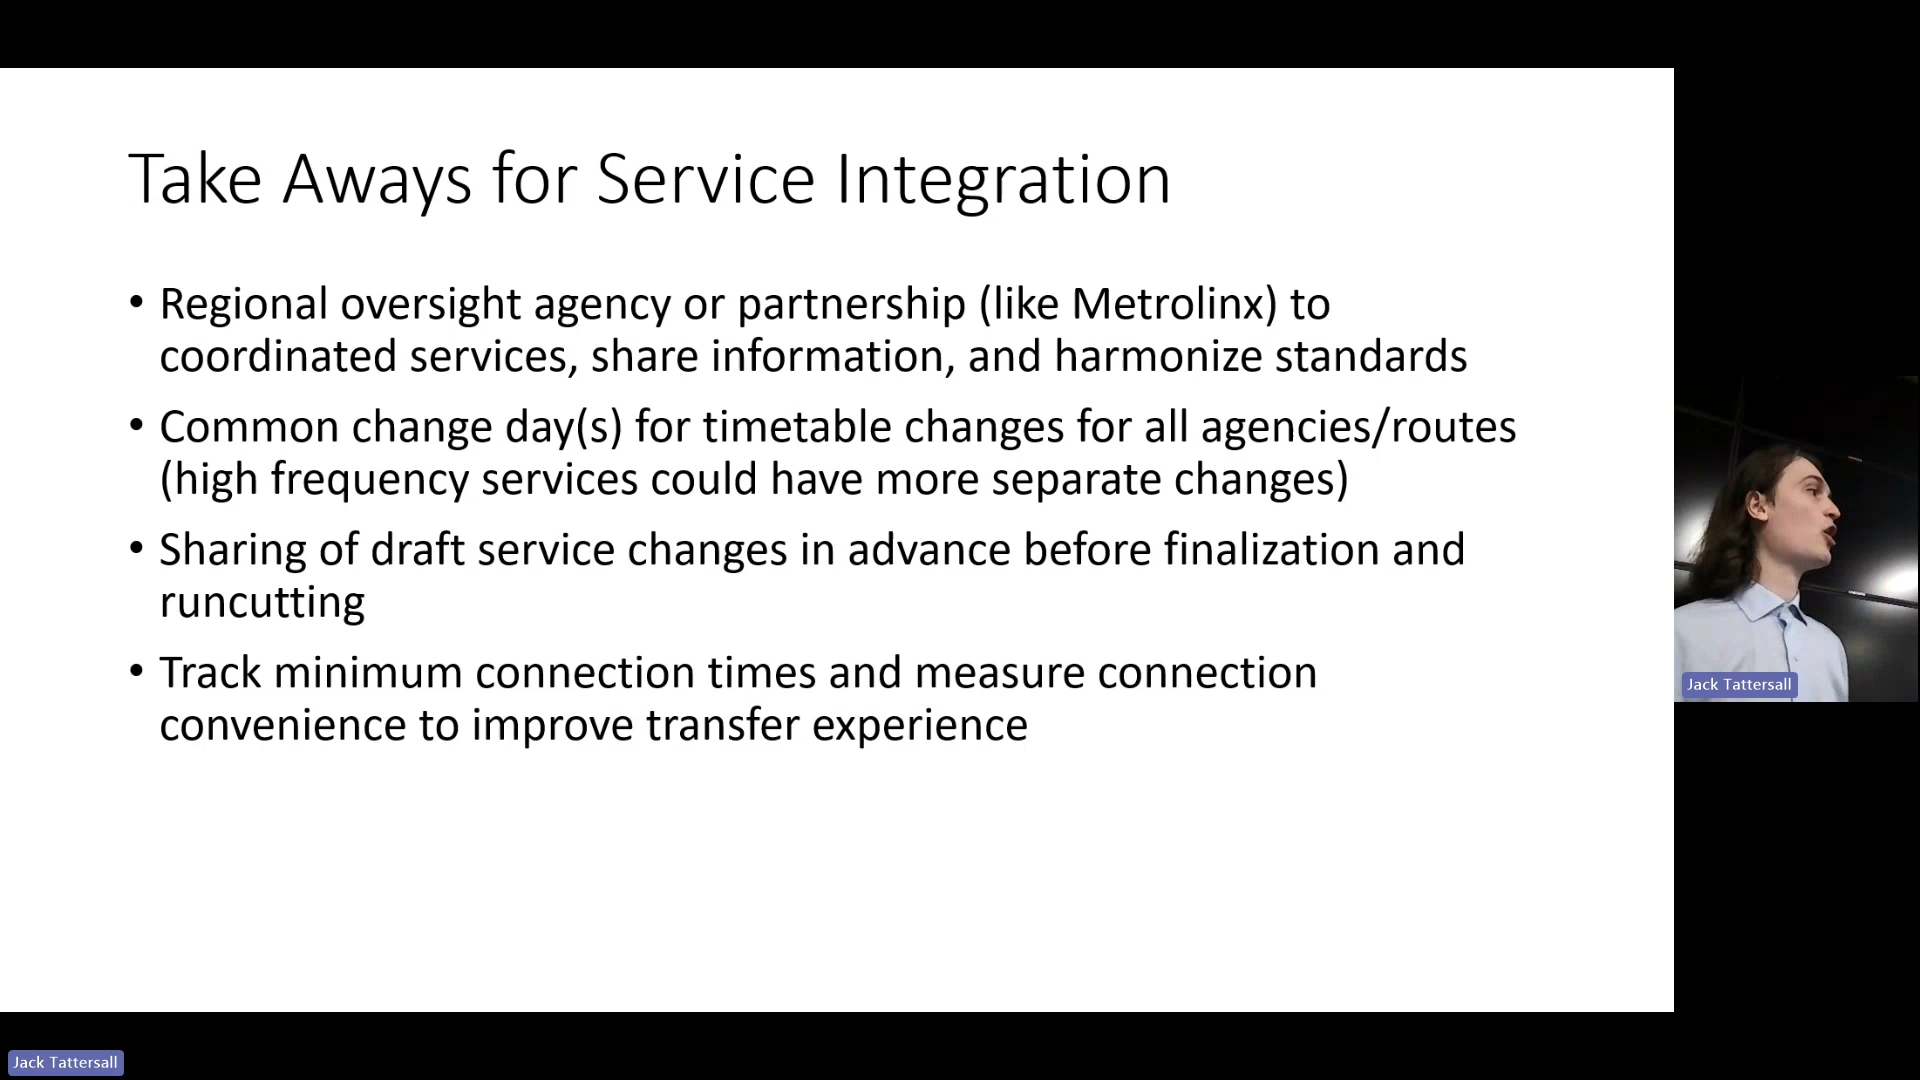 Take Aways for Service Integration
• Regional oversight agency or partnership (like Metrolinx) to
coordinated services, share information, and harmonize standards
• Common change day(s) for timetable changes for all agencies/routes
(high frequency services could have more separate changes)
• Sharing of draft service changes in advance before finalization and
runcutting
• Track minimum connection times and measure connection
convenience to improve transfer experience
Jack Tattersall
Jack Tattersall